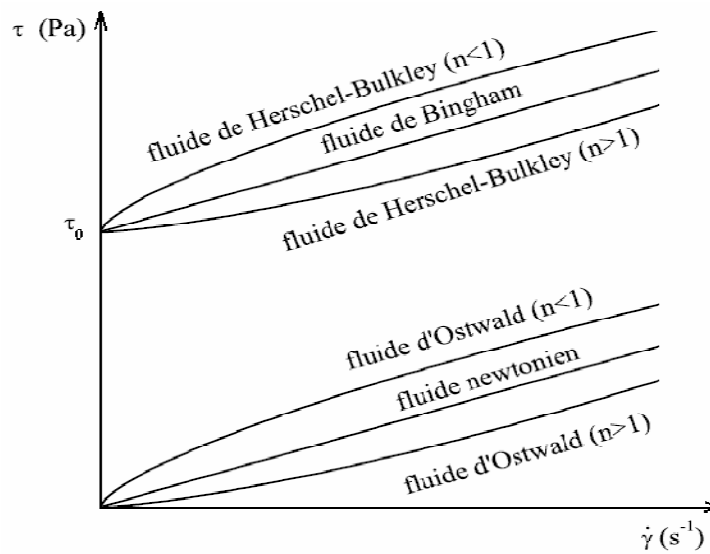 τ (Pa)
fluide de Herschel-Bulkley (n<1)
fluide de Bingham
fluide de Herschel-Bulkley (n>1)
τ₀
fluide d'Ostwald (n<1)
fluide newtonien
fluide d'Ostwald (n>1)
γ̇ (s⁻¹)